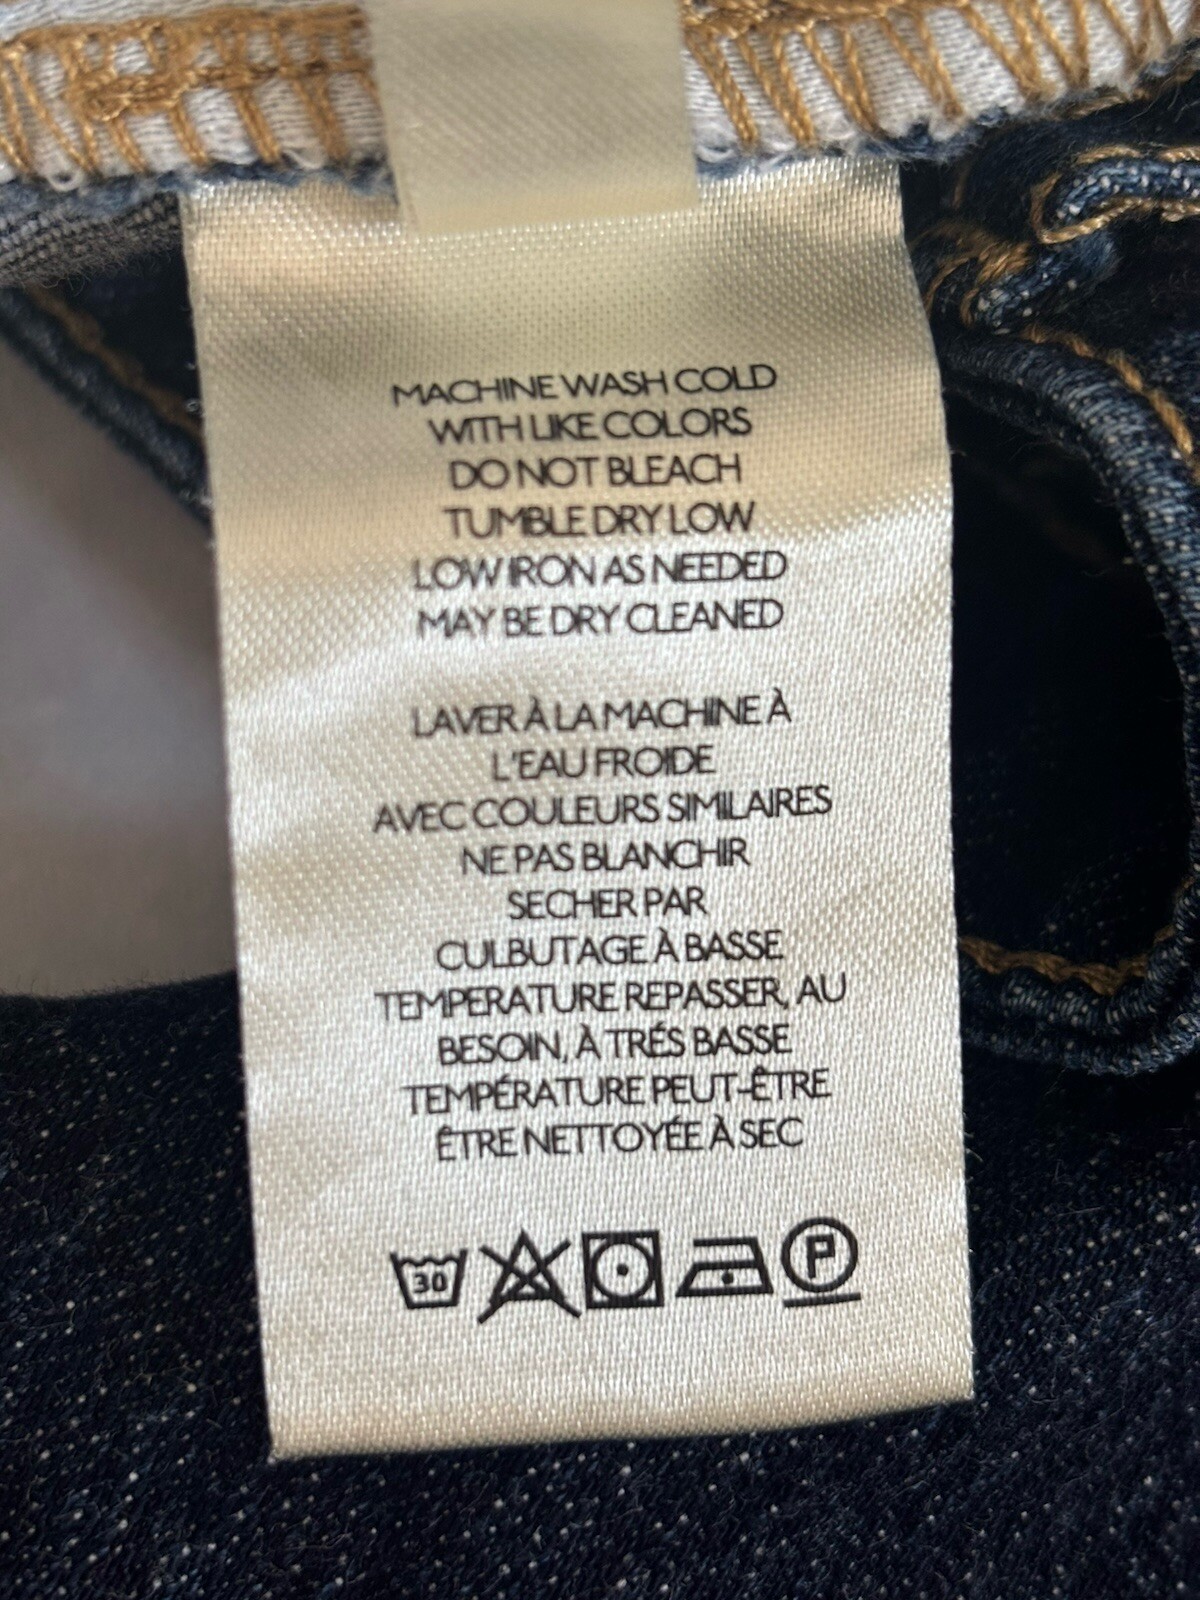 MACHINE WASH COLD
WITH LIKE COLORS
DO NOT BLEACH
TUMBLE DRY LOW
LOW IRON AS NEEDED
MAY BE DRY CLEANED
LAVER À LA MACHINE À
L'EAU FROIDE
AVEC COULEURS SIMILAIRES
NE PAS BLANCHIR
SECHER PAR
CULBUTAGE À BASSE
TEMPERATURE REPASSER, AU
BESOIN, À TRÉS BASSE
TEMPÉRATURE PEUT-ÊTRE
ÊTRE NETTOYÉE À SEC
30 P